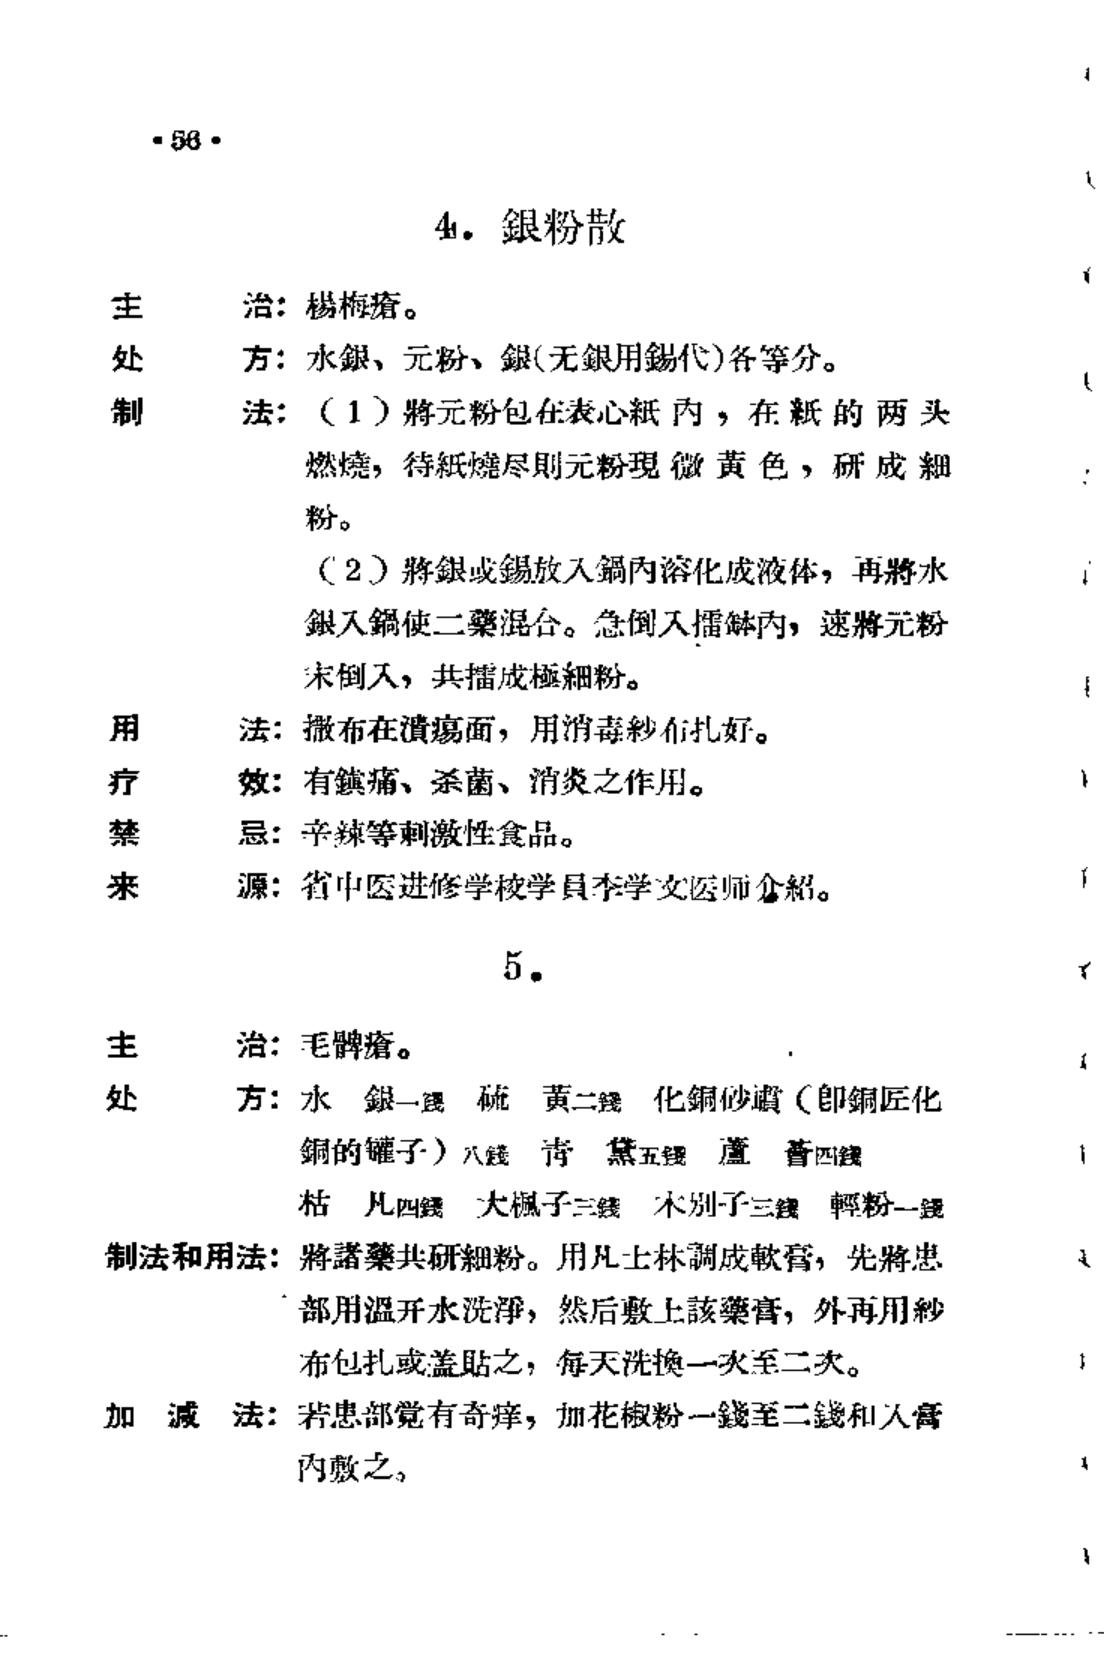 ·56·
4. 銀粉散
主　　治：楊梅瘡。
处　　方：水銀、元粉、銀(无銀用錫代)各等分。
制　　法：（1）將元粉包在表心紙内，在紙的两头
燃燒，待紙燒尽則元粉現微黃色，研成細
粉。
（2）將銀或錫放入鍋內溶化成液体，再將水
銀入鍋使二藥混合。急倒入擂缽內，速將元粉
末倒入，共擂成極細粉。
用　　法：撒布在潰瘍面，用消毒紗布扎好。
疗　　效：有鎮痛、杀菌、消炎之作用。
禁　　忌：辛辣等刺激性食品。
来　　源：省中医进修学校学員李学文医师介紹。
5.
主　　治：毛髀瘡。
处　　方：水　銀一錢　硫　黃二錢　化銅砂礶（卽銅匠化
銅的罐子）八錢　靑　黛五錢　蘆　薈四錢
枯　凡四錢　大楓子三錢　木別子三錢　輕粉一錢
制法和用法：將諸藥共研細粉。用凡士林調成軟膏，先將患
部用溫开水洗淨，然后敷上該藥膏，外再用紗
布包扎或盖貼之，每天洗換一次至二次。
加　減　法：若患部覚有奇痒，加花椒粉一錢至二錢和入膏
內敷之。